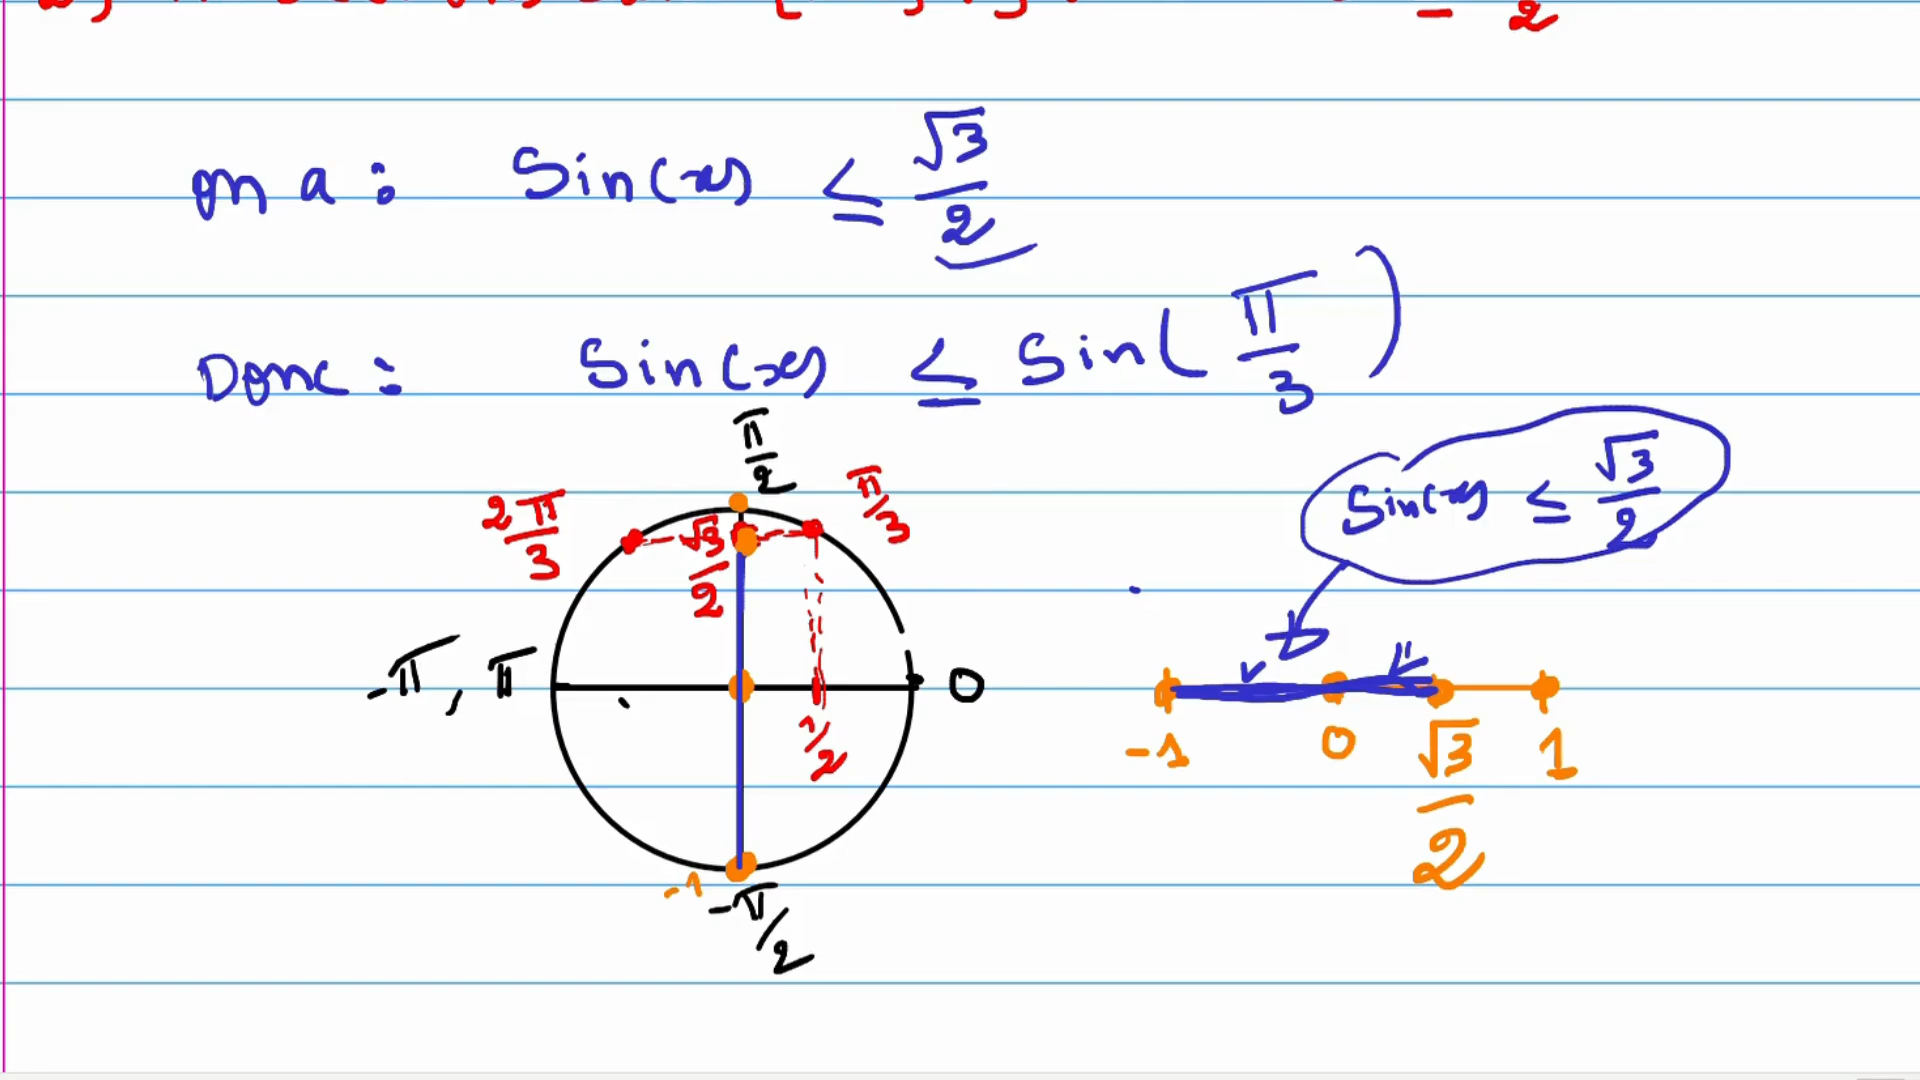 on a : Sin(x) ≤ √3/2
Donc : Sin(x) ≤ Sin(π/3)
π/2
2π/3
√3/2
π/3
Sin(x) ≤ √3/2
-π, π
0
1/2
-1 0 √3/2 1
-1
-π/2